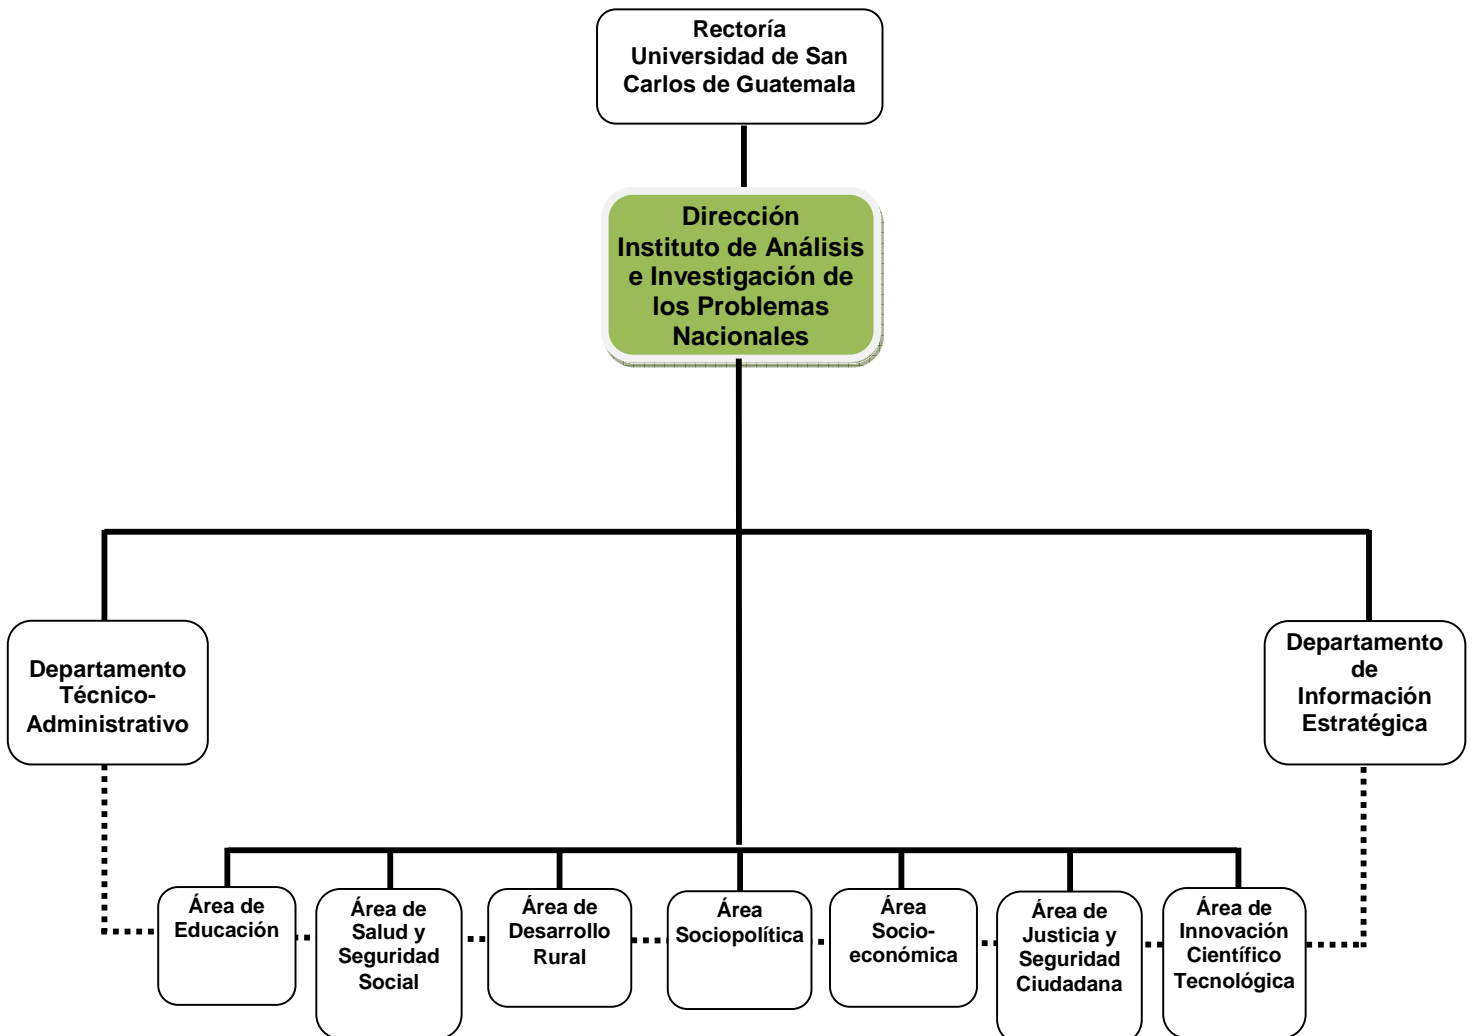 Rectoría
Universidad de San
Carlos de Guatemala
Dirección
Instituto de Análisis
e Investigación de
los Problemas
Nacionales
Departamento
Técnico-
Administrativo
Departamento
de
Información
Estratégica
Área de
Educación
Área de
Salud y
Seguridad
Social
Área de
Desarrollo
Rural
Área
Sociopolítica
Área
Socio-
económica
Área de
Justicia y
Seguridad
Ciudadana
Área de
Innovación
Científico
Tecnológica